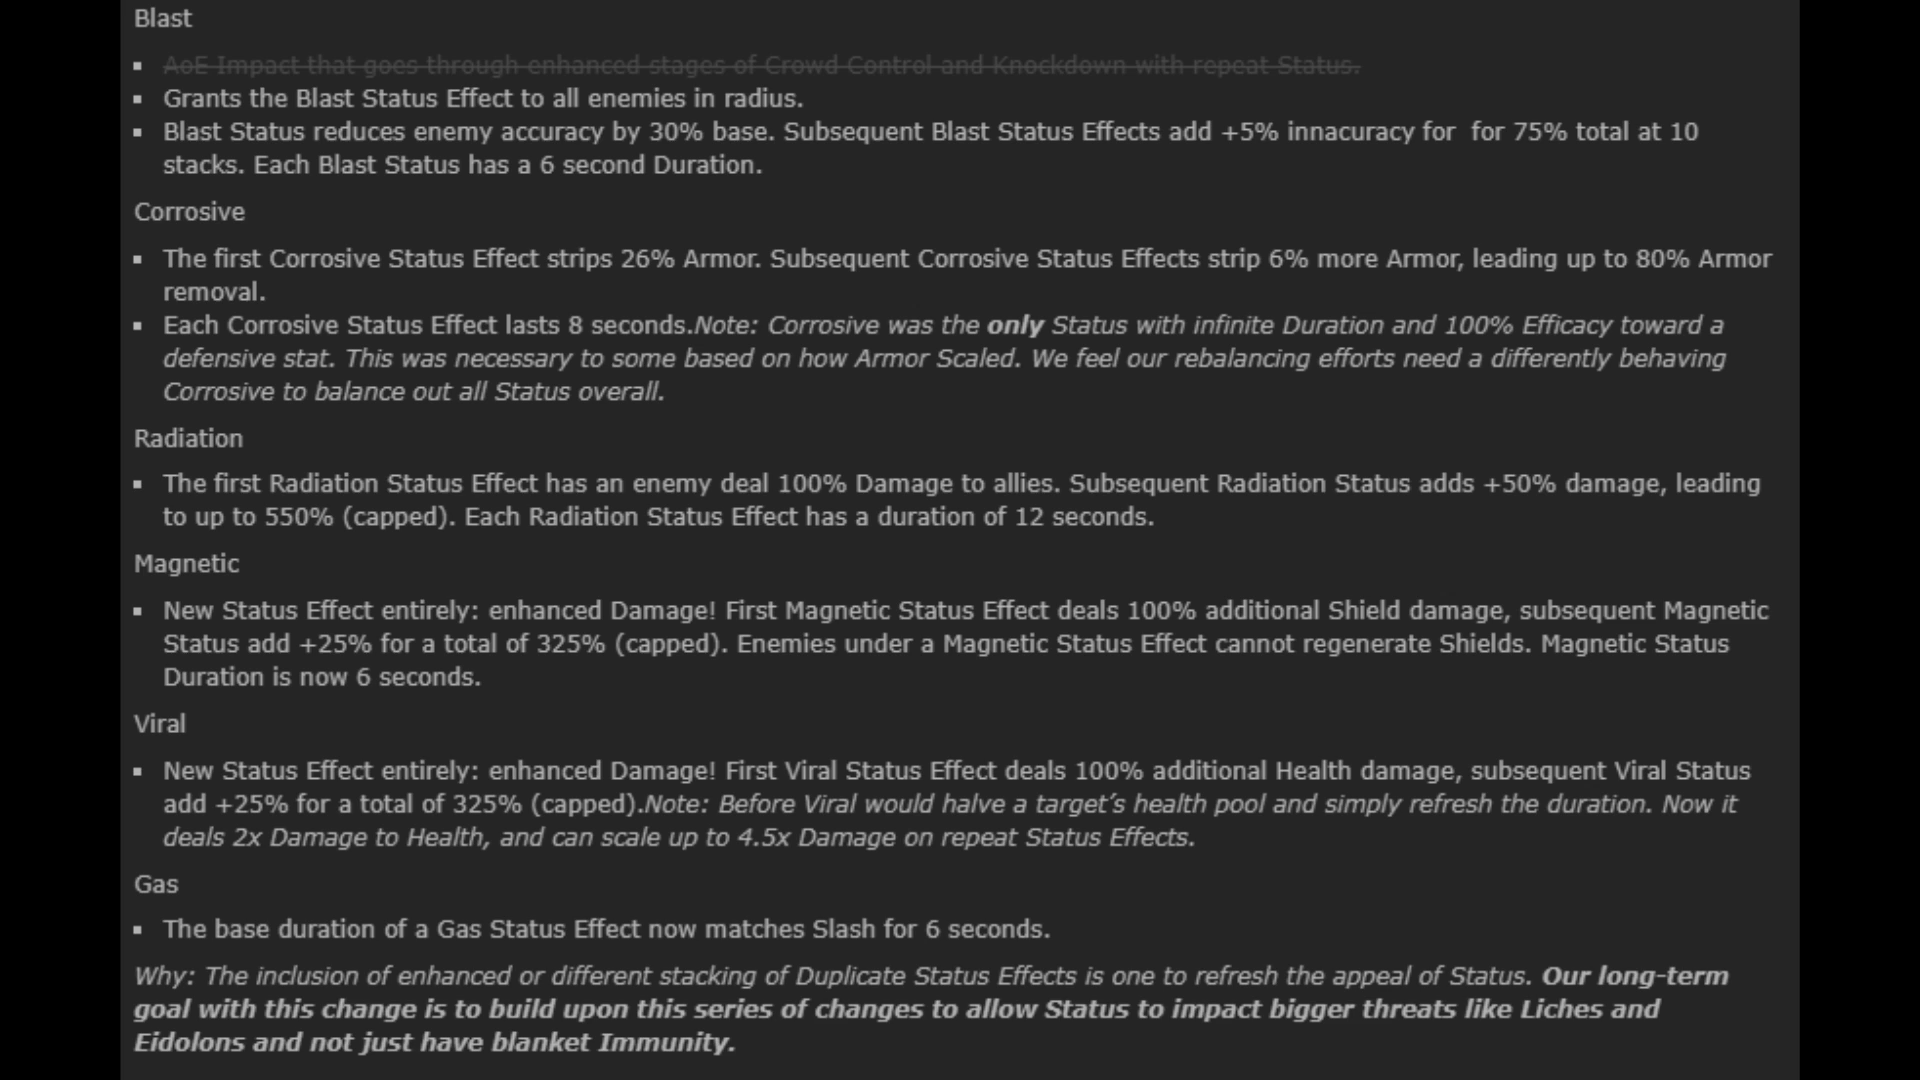 Blast
▪ AoE Impact that goes through enhanced stages of Crowd Control and Knockdown with repeat Status.
▪ Grants the Blast Status Effect to all enemies in radius.
▪ Blast Status reduces enemy accuracy by 30% base. Subsequent Blast Status Effects add +5% innacuracy for  for 75% total at 10
stacks. Each Blast Status has a 6 second Duration.
Corrosive
▪ The first Corrosive Status Effect strips 26% Armor. Subsequent Corrosive Status Effects strip 6% more Armor, leading up to 80% Armor
removal.
▪ Each Corrosive Status Effect lasts 8 seconds.Note: Corrosive was the only Status with infinite Duration and 100% Efficacy toward a
defensive stat. This was necessary to some based on how Armor Scaled. We feel our rebalancing efforts need a differently behaving
Corrosive to balance out all Status overall.
Radiation
▪ The first Radiation Status Effect has an enemy deal 100% Damage to allies. Subsequent Radiation Status adds +50% damage, leading
to up to 550% (capped). Each Radiation Status Effect has a duration of 12 seconds.
Magnetic
▪ New Status Effect entirely: enhanced Damage! First Magnetic Status Effect deals 100% additional Shield damage, subsequent Magnetic
Status add +25% for a total of 325% (capped). Enemies under a Magnetic Status Effect cannot regenerate Shields. Magnetic Status
Duration is now 6 seconds.
Viral
▪ New Status Effect entirely: enhanced Damage! First Viral Status Effect deals 100% additional Health damage, subsequent Viral Status
add +25% for a total of 325% (capped).Note: Before Viral would halve a target's health pool and simply refresh the duration. Now it
deals 2x Damage to Health, and can scale up to 4.5x Damage on repeat Status Effects.
Gas
▪ The base duration of a Gas Status Effect now matches Slash for 6 seconds.
Why: The inclusion of enhanced or different stacking of Duplicate Status Effects is one to refresh the appeal of Status. Our long-term
goal with this change is to build upon this series of changes to allow Status to impact bigger threats like Liches and
Eidolons and not just have blanket Immunity.